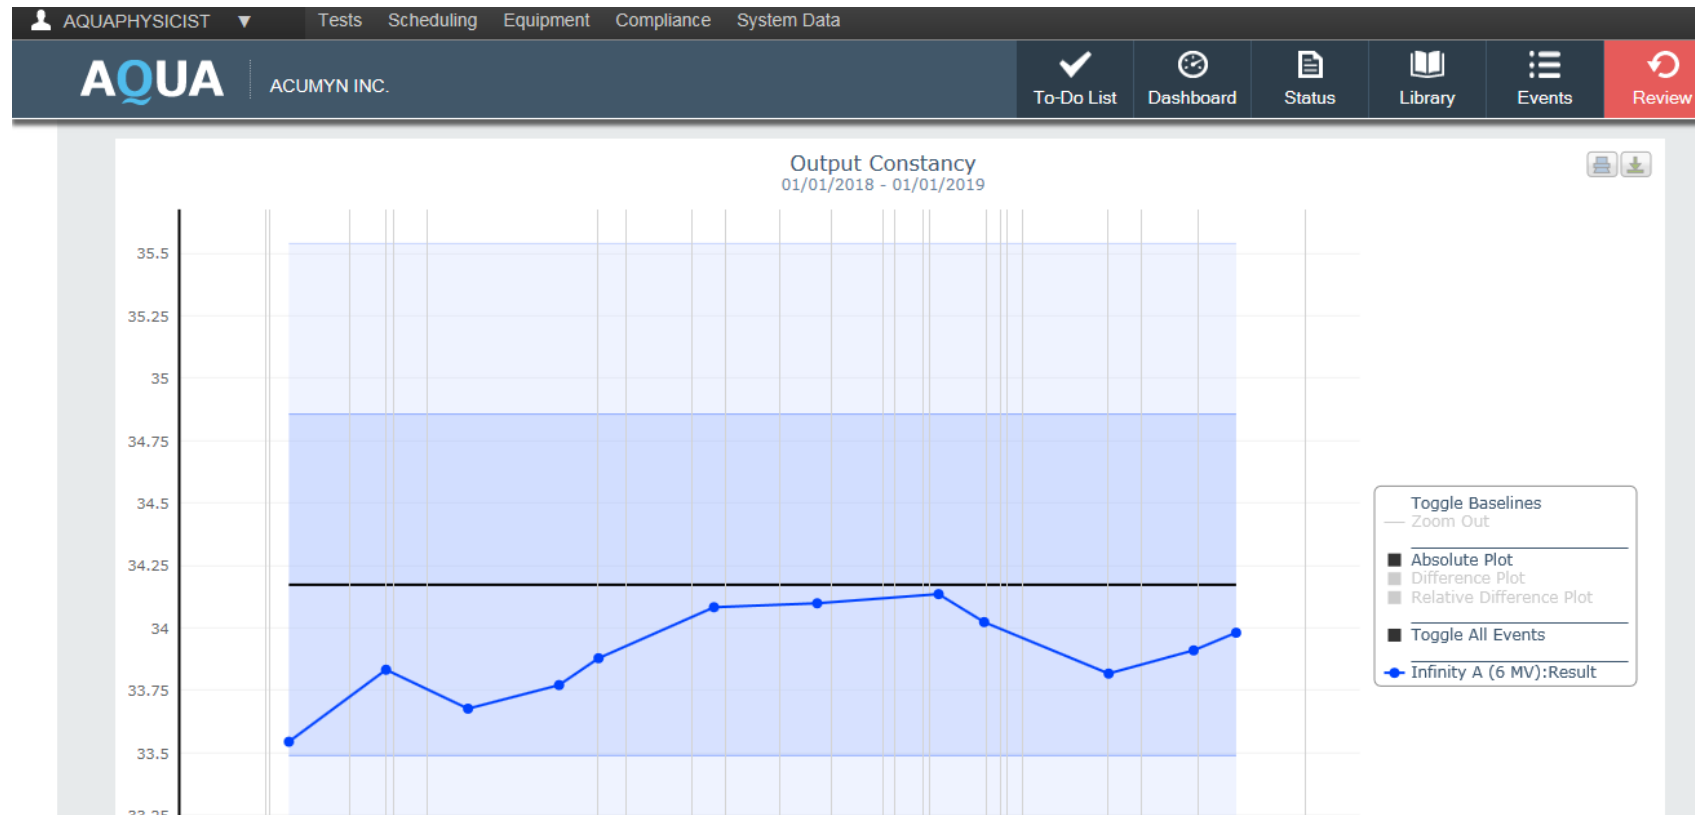 AQUAPHYSICIST ▼ Tests Scheduling Equipment Compliance System Data
AQUA ACUMYN INC.
To-Do List Dashboard Status Library Events Review
Output Constancy
01/01/2018 - 01/01/2019
35.5
35.25
35
34.75
34.5
34.25
34
33.75
33.5
33.25
Toggle Baselines
Zoom Out
Absolute Plot
Difference Plot
Relative Difference Plot
Toggle All Events
Infinity A (6 MV):Result